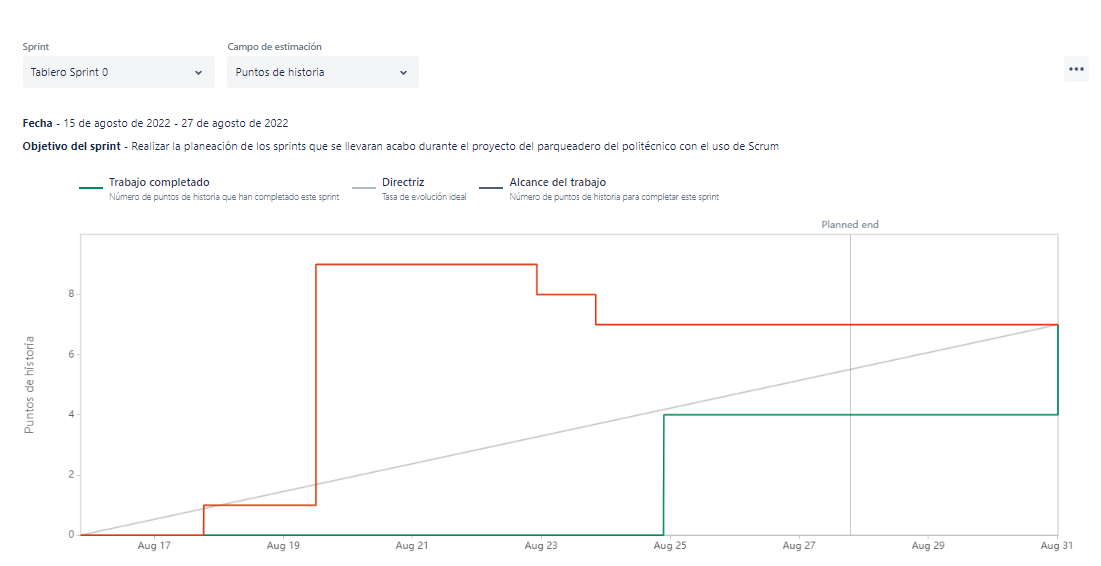 Sprint
Campo de estimación
Tablero Sprint 0
Puntos de historia
Fecha - 15 de agosto de 2022 - 27 de agosto de 2022
Objetivo del sprint - Realizar la planeación de los sprints que se llevaran acabo durante el proyecto del parqueadero del politécnico con el uso de Scrum
Trabajo completado
Número de puntos de historia que han completado este sprint
Directriz
Tasa de evolución ideal
Alcance del trabajo
Número de puntos de historia para completar este sprint
Planned end
Puntos de historia
8
6
4
2
0
Aug 17
Aug 19
Aug 21
Aug 23
Aug 25
Aug 27
Aug 29
Aug 31